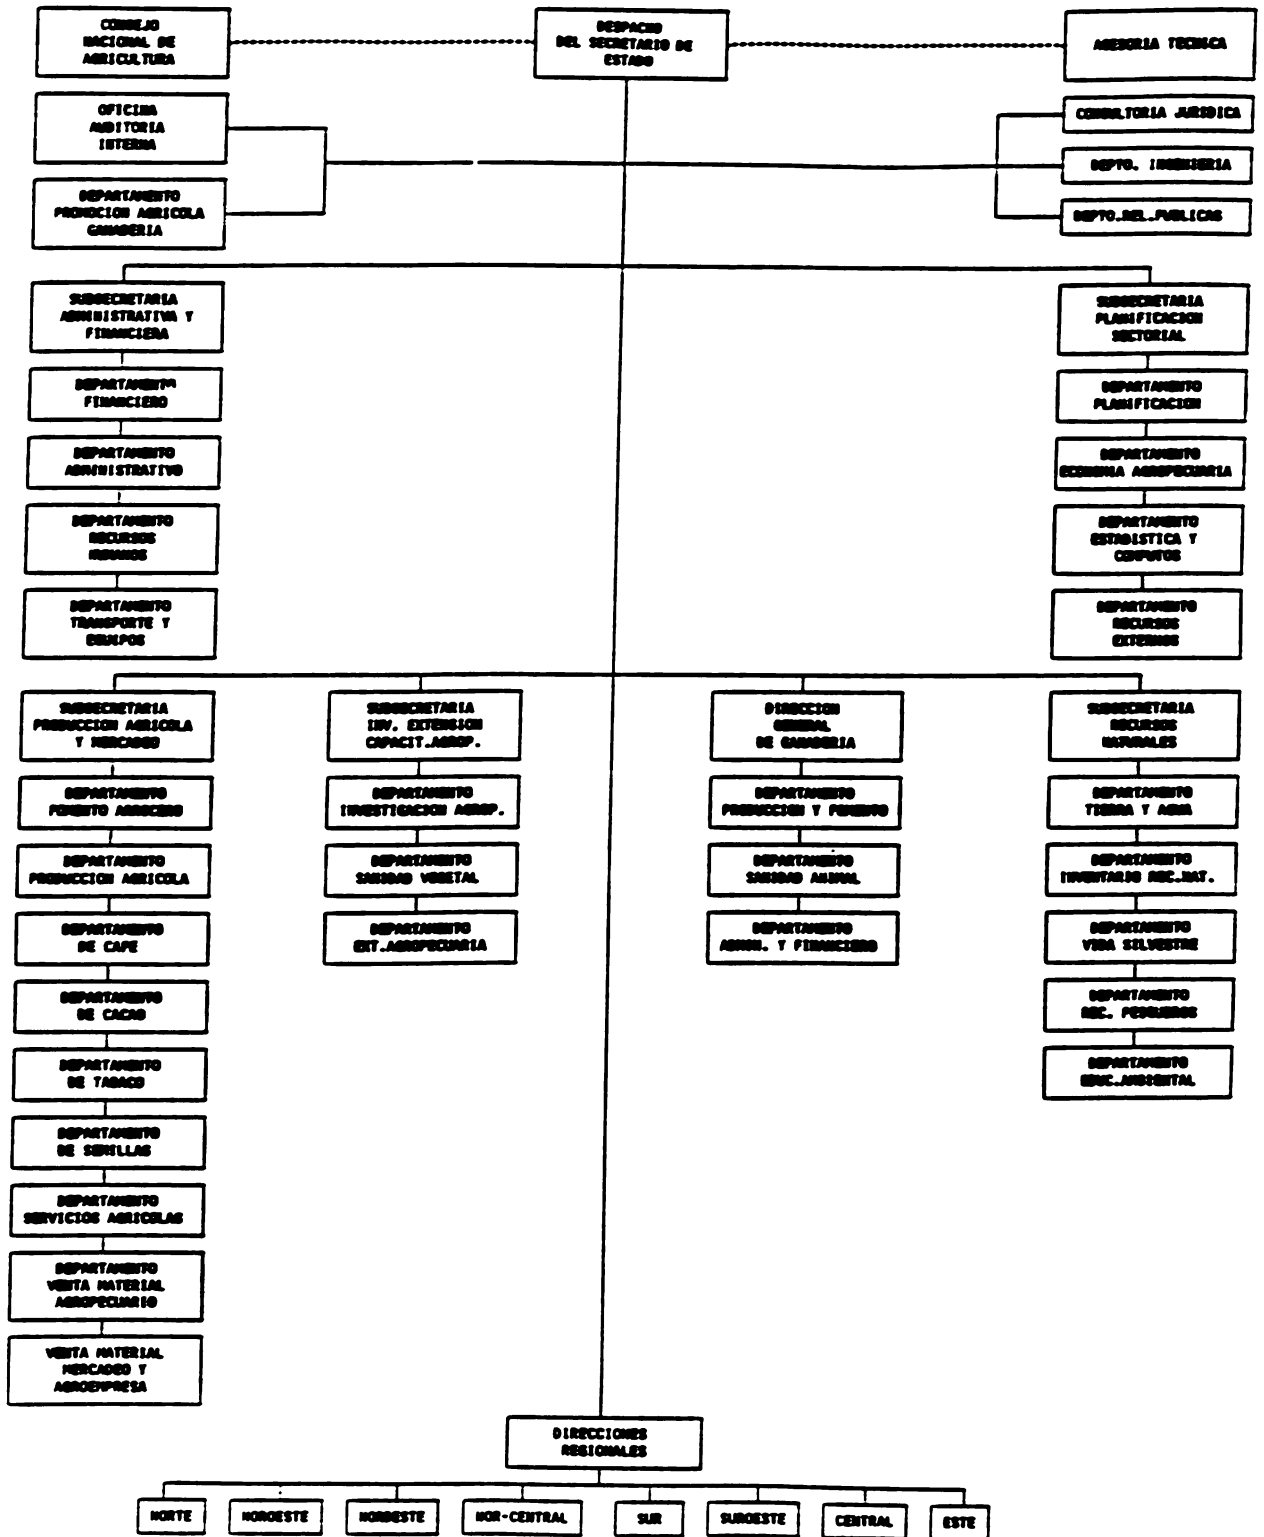 CONSEJO
NACIONAL DE
AGRICULTURA
DESPACHO
DEL SECRETARIO DE
ESTADO
ASESORIA TECNICA
OFICINA
AUDITORIA
INTERNA
CONSULTORIA JURIDICA
DEPTO. INGENIERIA
DEPARTAMENTO
PROMOCION AGRICOLA
GANADERIA
DEPTO.REL.PUBLICAS
SUBSECRETARIA
ADMINISTRATIVA Y
FINANCIERA
SUBSECRETARIA
PLANIFICACION
SECTORIAL
DEPARTAMENTO
FINANCIERO
DEPARTAMENTO
PLANIFICACION
DEPARTAMENTO
ADMINISTRATIVO
DEPARTAMENTO
ECONOMIA AGROPECUARIA
DEPARTAMENTO
RECURSOS
HUMANOS
DEPARTAMENTO
ESTADISTICA Y
COMPUTOS
DEPARTAMENTO
TRANSPORTE Y
EQUIPOS
DEPARTAMENTO
RECURSOS
EXTERNOS
SUBSECRETARIA
PRODUCCION AGRICOLA
Y MERCADEO
SUBSECRETARIA
INV. EXTENSION
CAPACIT.AGROP.
DIRECCION
GENERAL
DE GANADERIA
SUBSECRETARIA
RECURSOS
NATURALES
DEPARTAMENTO
FOMENTO ARROCERO
DEPARTAMENTO
INVESTIGACION AGROP.
DEPARTAMENTO
PRODUCCION Y FOMENTO
DEPARTAMENTO
TIERRA Y AGUA
DEPARTAMENTO
PRODUCCION AGRICOLA
DEPARTAMENTO
SANIDAD VEGETAL
DEPARTAMENTO
SANIDAD ANIMAL
DEPARTAMENTO
INVENTARIO REC.NAT.
DEPARTAMENTO
DE CAFE
DEPARTAMENTO
EXT.AGROPECUARIA
DEPARTAMENTO
ADMON. Y FINANCIERO
DEPARTAMENTO
VIDA SILVESTRE
DEPARTAMENTO
DE CACAO
DEPARTAMENTO
REC. PESQUEROS
DEPARTAMENTO
DE TABACO
DEPARTAMENTO
EDUC.AMBIENTAL
DEPARTAMENTO
DE SEMILLAS
DEPARTAMENTO
SERVICIOS AGRICOLAS
DEPARTAMENTO
VENTA MATERIAL
AGROPECUARIO
VENTA MATERIAL
MERCADEO Y
AGROEMPRESA
DIRECCIONES
REGIONALES
NORTE
NOROESTE
NORDESTE
NOR-CENTRAL
SUR
SUROESTE
CENTRAL
ESTE